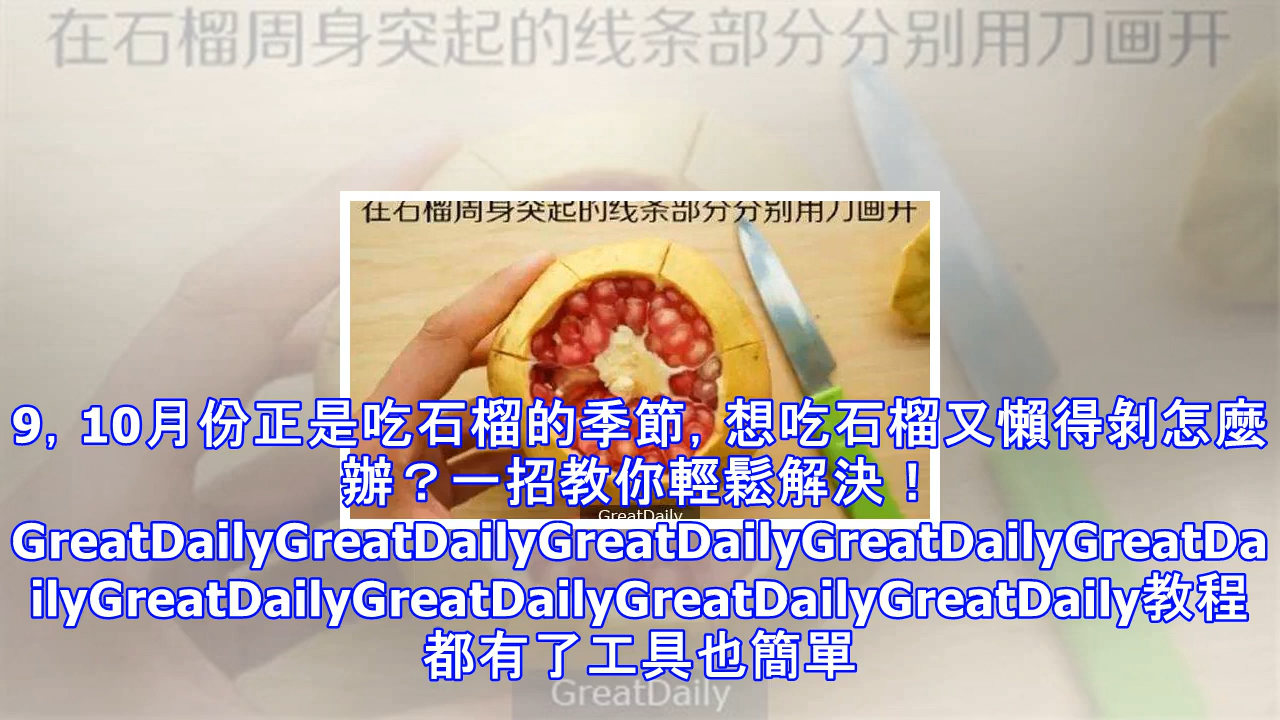 在石榴周身突起的线条部分分别用刀画开
在石榴周身突起的线条部分分别用刀画开
9, 10月份正是吃石榴的季節, 想吃石榴又懶得剝怎麼
辦？一招教你輕鬆解決！
GreatDaily
GreatDailyGreatDailyGreatDailyGreatDailyGreatDa
ilyGreatDailyGreatDailyGreatDailyGreatDaily教程
都有了工具也簡單
GreatDaily